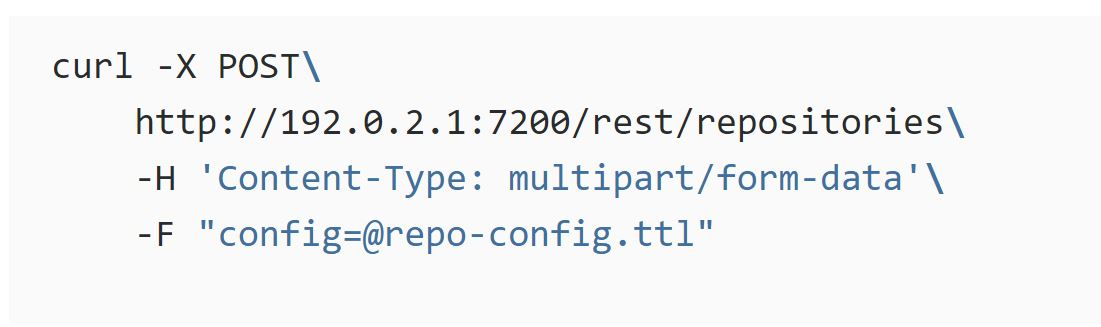 curl -X POST\
    http://192.0.2.1:7200/rest/repositories\
    -H 'Content-Type: multipart/form-data'\
    -F "config=@repo-config.ttl"